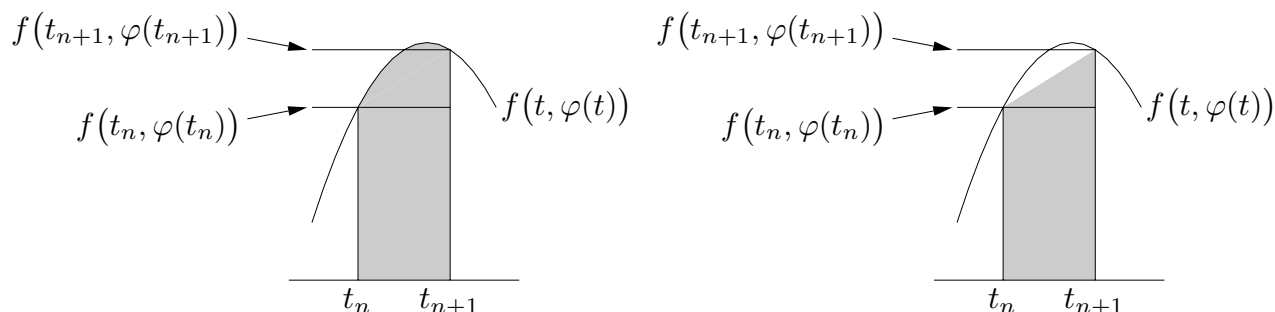 f(t_{n+1}, φ(t_{n+1}))
f(t_n, φ(t_n))
f(t, φ(t))
t_n t_{n+1}
f(t_{n+1}, φ(t_{n+1}))
f(t_n, φ(t_n))
f(t, φ(t))
t_n t_{n+1}